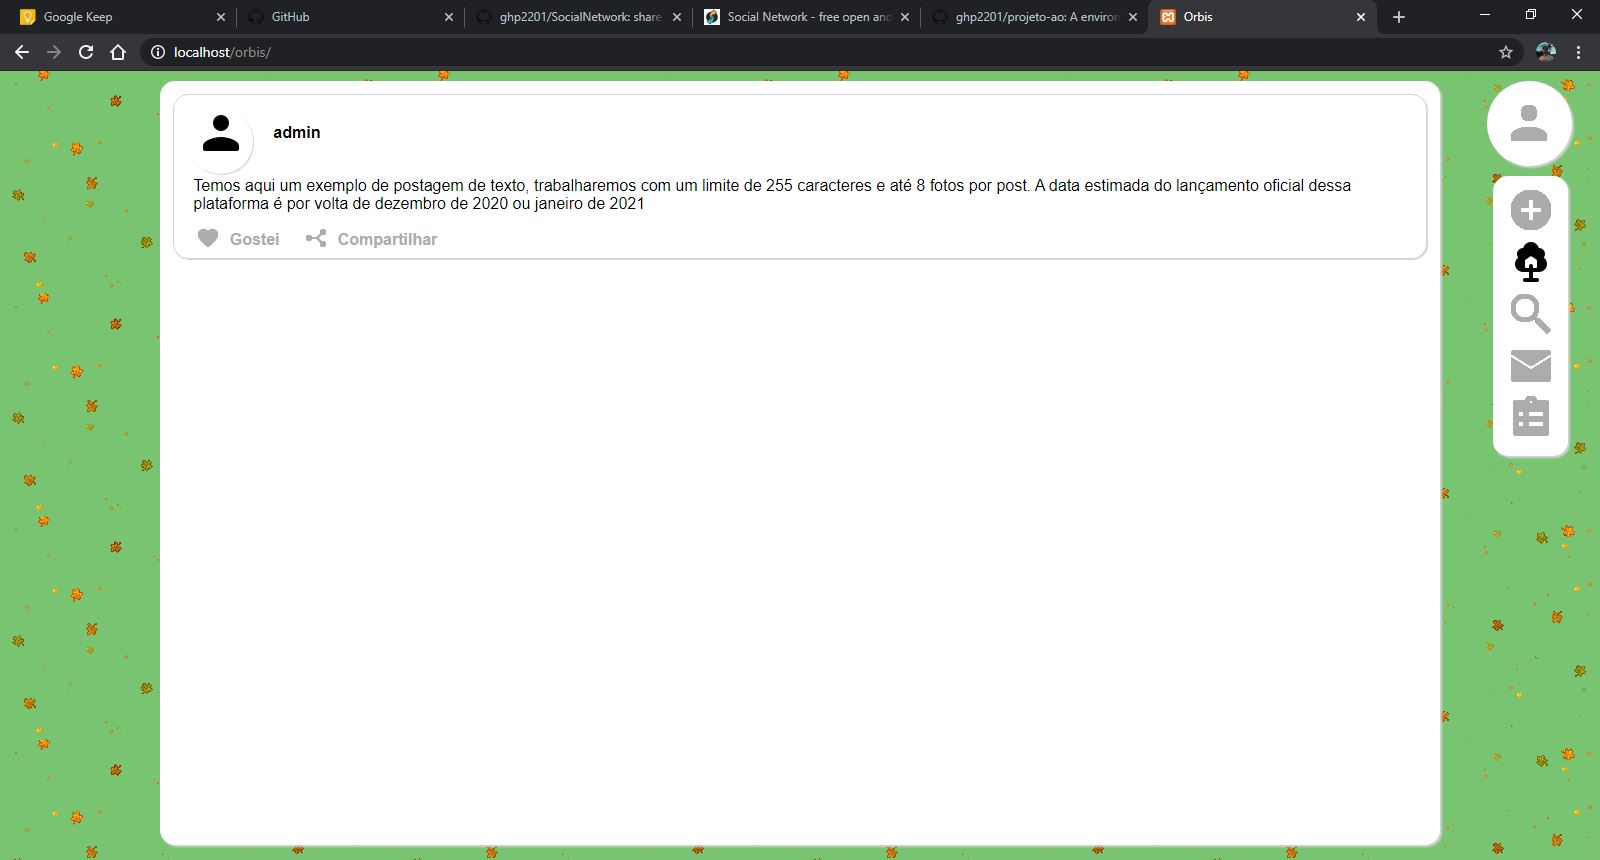 Google Keep
GitHub
ghp2201/SocialNetwork: share
Social Network - free open and
ghp2201/projeto-ao: A environ
Orbis
localhost/orbis/
admin
Temos aqui um exemplo de postagem de texto, trabalharemos com um limite de 255 caracteres e até 8 fotos por post. A data estimada do lançamento oficial dessa
plataforma é por volta de dezembro de 2020 ou janeiro de 2021
Gostei
Compartilhar